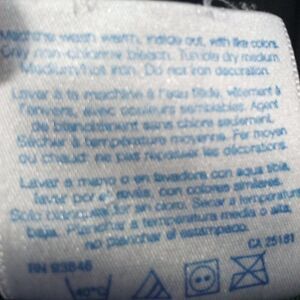 Machine wash warm, inside out, with like colors.
Only non-chlorine bleach. Tumble dry medium.
Medium/hot iron. Do not iron decoration.
Laver à la machine à l'eau tiède, vêtement à
l'envers, avec couleurs semblables. Agent
de blanchiment sans chlore seulement.
Sécher à température moyenne. Fer moyen
ou chaud; ne pas repasser les décorations.
Lavar a mano o en lavadora con agua tibia,
lavar por el revés, con colores similares.
Solo blanqueador sin cloro. Secar a temperatura
baja. Planchar a temperatura media o alta,
no planchar el estampado.
RN 93846
CA 25181
40°C